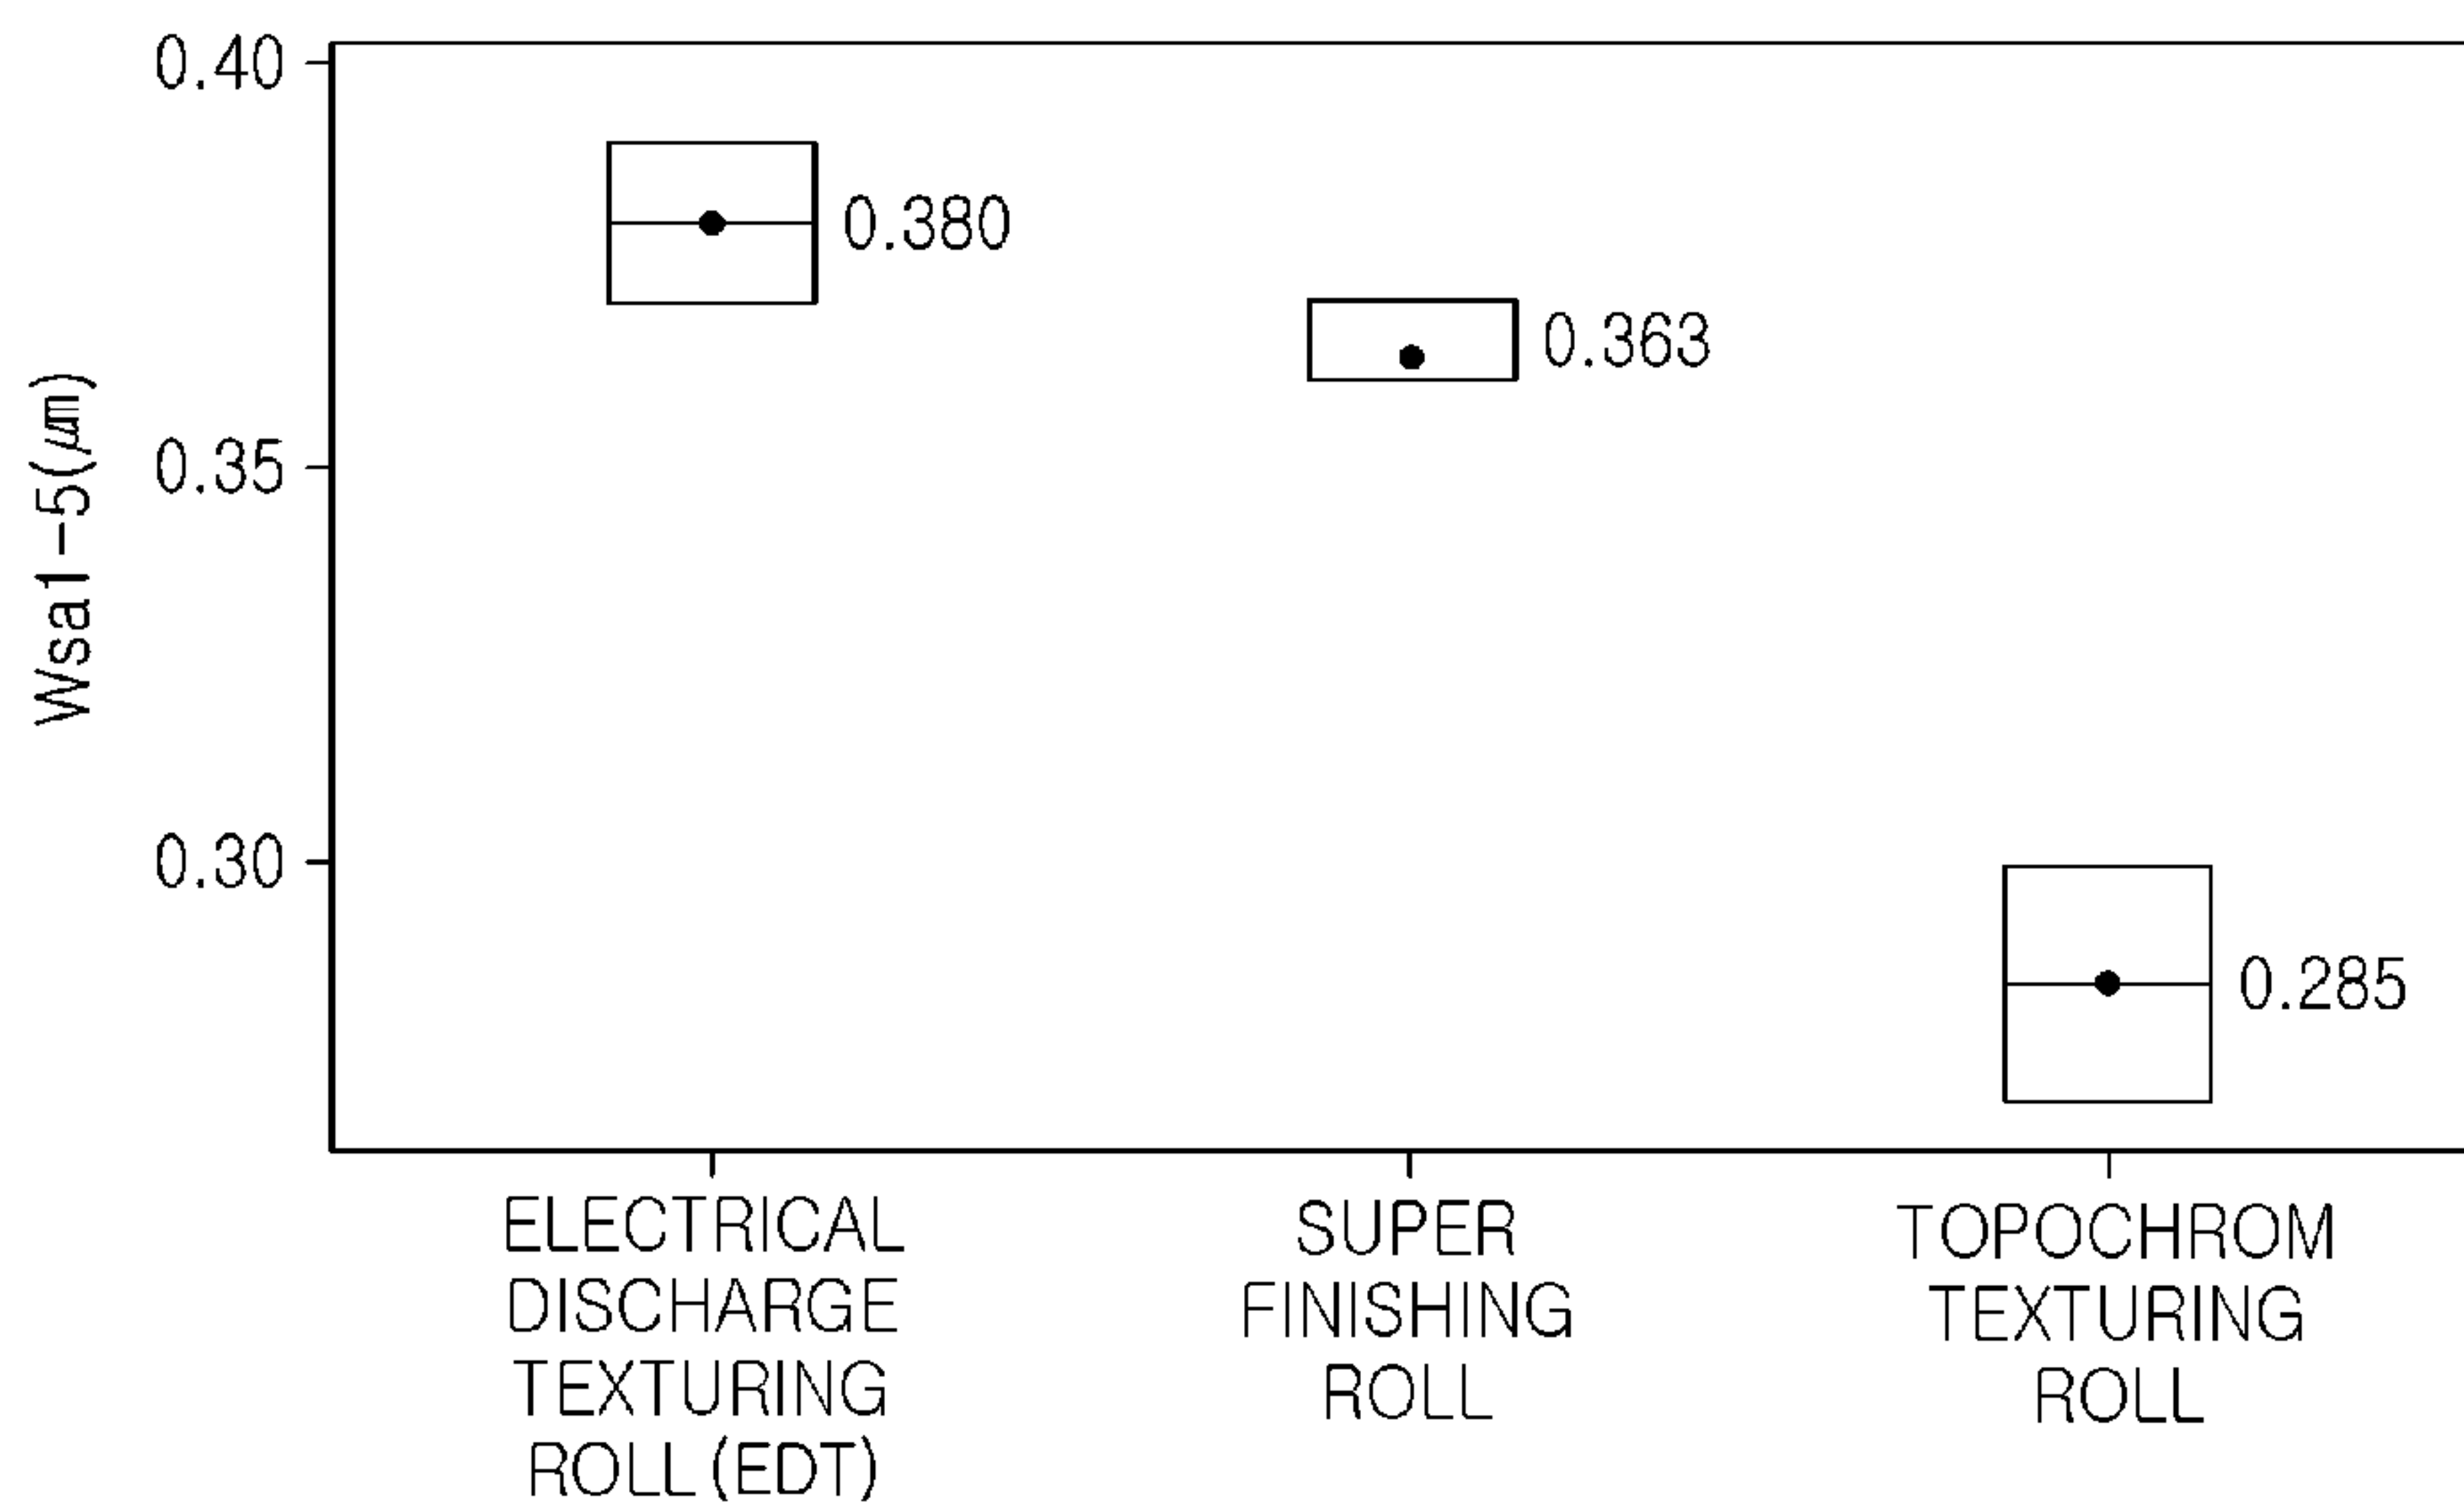 0.40
0.35
0.30
Wsa1-5(㎛)
0.380
0.363
0.285
ELECTRICAL
DISCHARGE
TEXTURING
ROLL(EDT)
SUPER
FINISHING
ROLL
TOPOCHROM
TEXTURING
ROLL